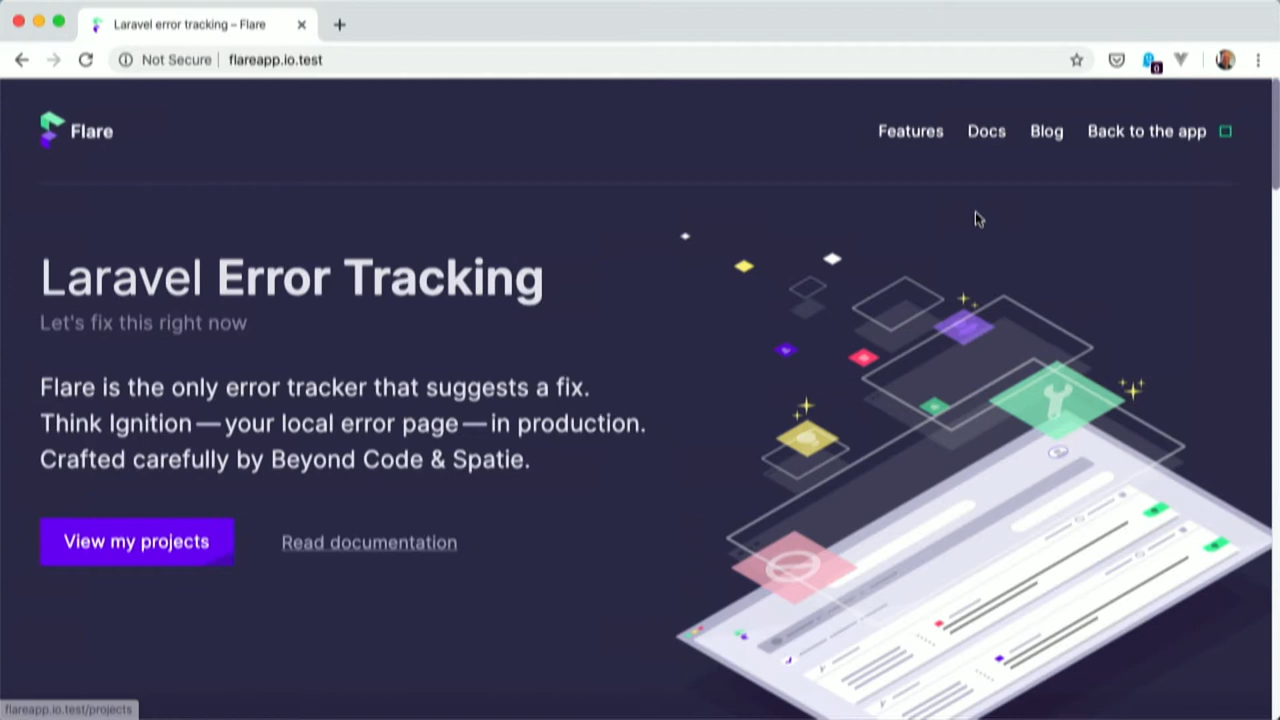 Laravel error tracking – Flare
Not Secure
flareapp.io.test
0
Flare
Features
Docs
Blog
Back to the app
Laravel Error Tracking
Let's fix this right now
Flare is the only error tracker that suggests a fix.
Think Ignition — your local error page — in production.
Crafted carefully by Beyond Code & Spatie.
View my projects
Read documentation
flareapp.io.test/projects